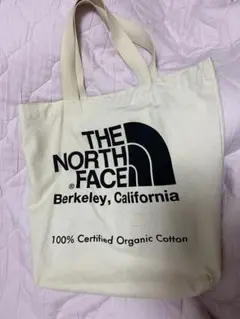 THE
NORTH
FACE
®
Berkeley, California
100% Certified Organic Cotton